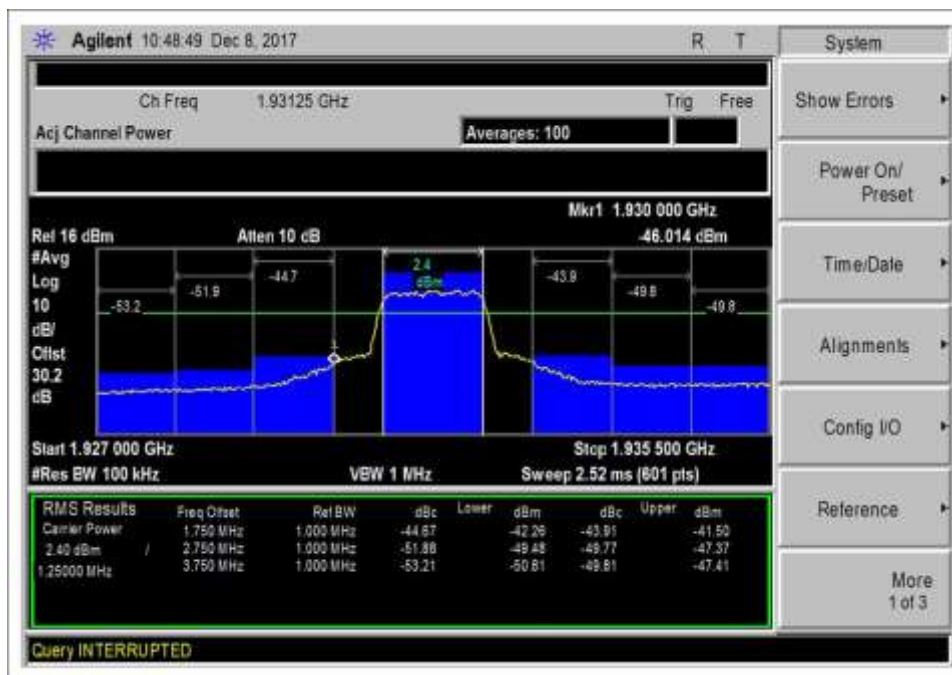 Agilent 10:48:49 Dec 8, 2017 R T
System
Ch Freq 1.93125 GHz Trig Free
Acj Channel Power
Averages: 100
Mkr1 1.930 000 GHz
Rel 16 dBm Atten 10 dB -46.014 dBm
#Avg
Log
10
dB/
Offst
30.2
dB
-53.2
-51.9
-44.7
2.4
dBm
-43.9
-49.8
-49.8
1
Start 1.927 000 GHz Stop 1.935 500 GHz
#Res BW 100 kHz VBW 1 MHz Sweep 2.52 ms (601 pts)
RMS Results Freq Offset Ref BW dBc Lower dBm dBc Upper dBm
Carrier Power 1.750 MHz 1.000 MHz -44.67 -42.26 -43.91 -41.50
2.40 dBm / 2.750 MHz 1.000 MHz -51.88 -49.48 -49.77 -47.37
1.25000 MHz 3.750 MHz 1.000 MHz -53.21 -50.81 -49.81 -47.41
Query INTERRUPTED
Show Errors
Power On/
Preset
Time/Date
Alignments
Config I/O
Reference
More
1 of 3